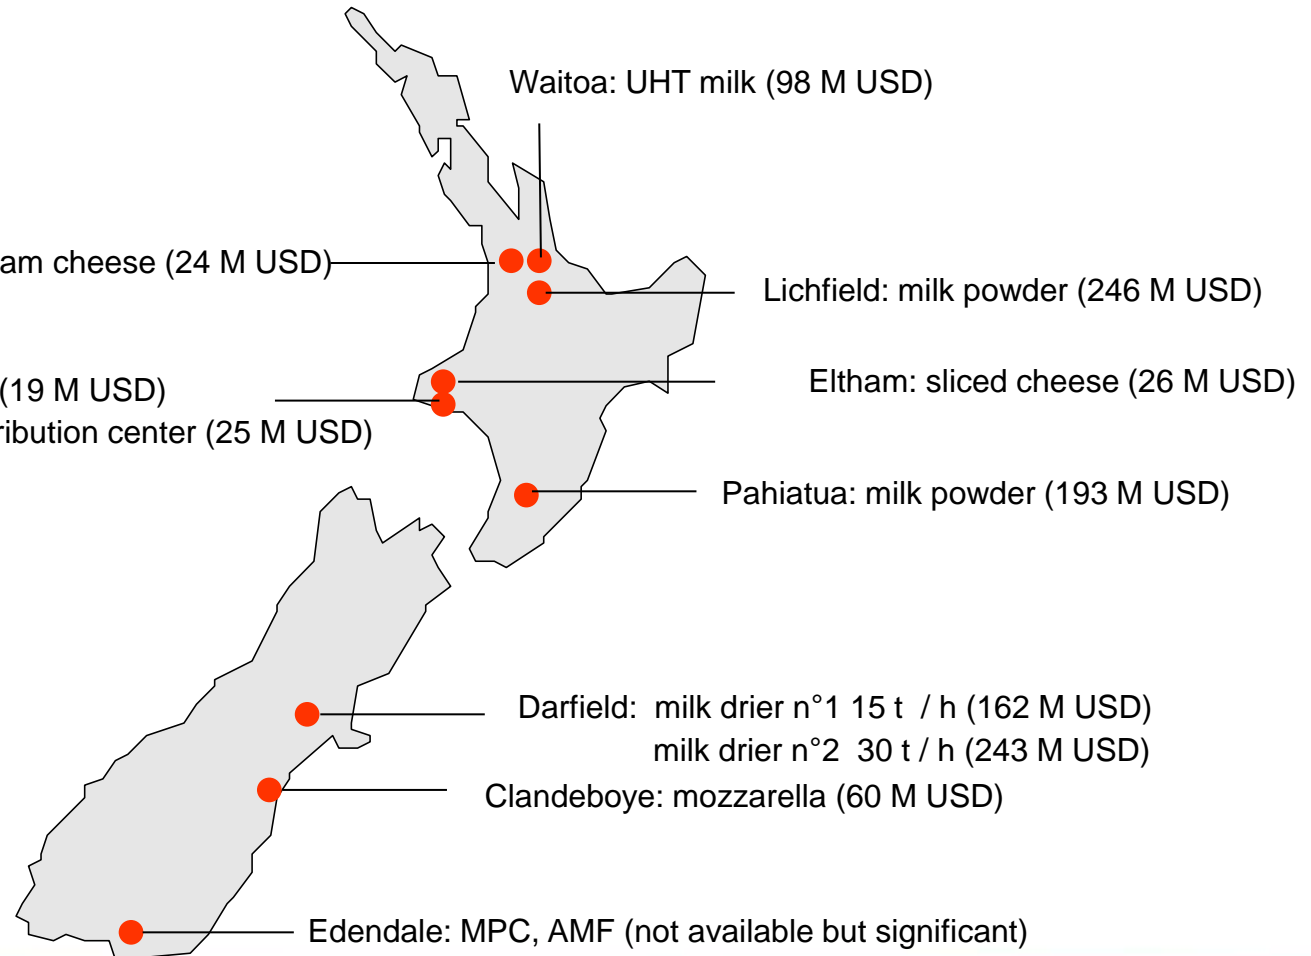 Waitoa: UHT milk (98 M USD)
am cheese (24 M USD)
Lichfield: milk powder (246 M USD)
Eltham: sliced cheese (26 M USD)
(19 M USD)
ribution center (25 M USD)
Pahiatua: milk powder (193 M USD)
Darfield: milk drier n°1 15 t / h (162 M USD)
milk drier n°2 30 t / h (243 M USD)
Clandeboye: mozzarella (60 M USD)
Edendale: MPC, AMF (not available but significant)